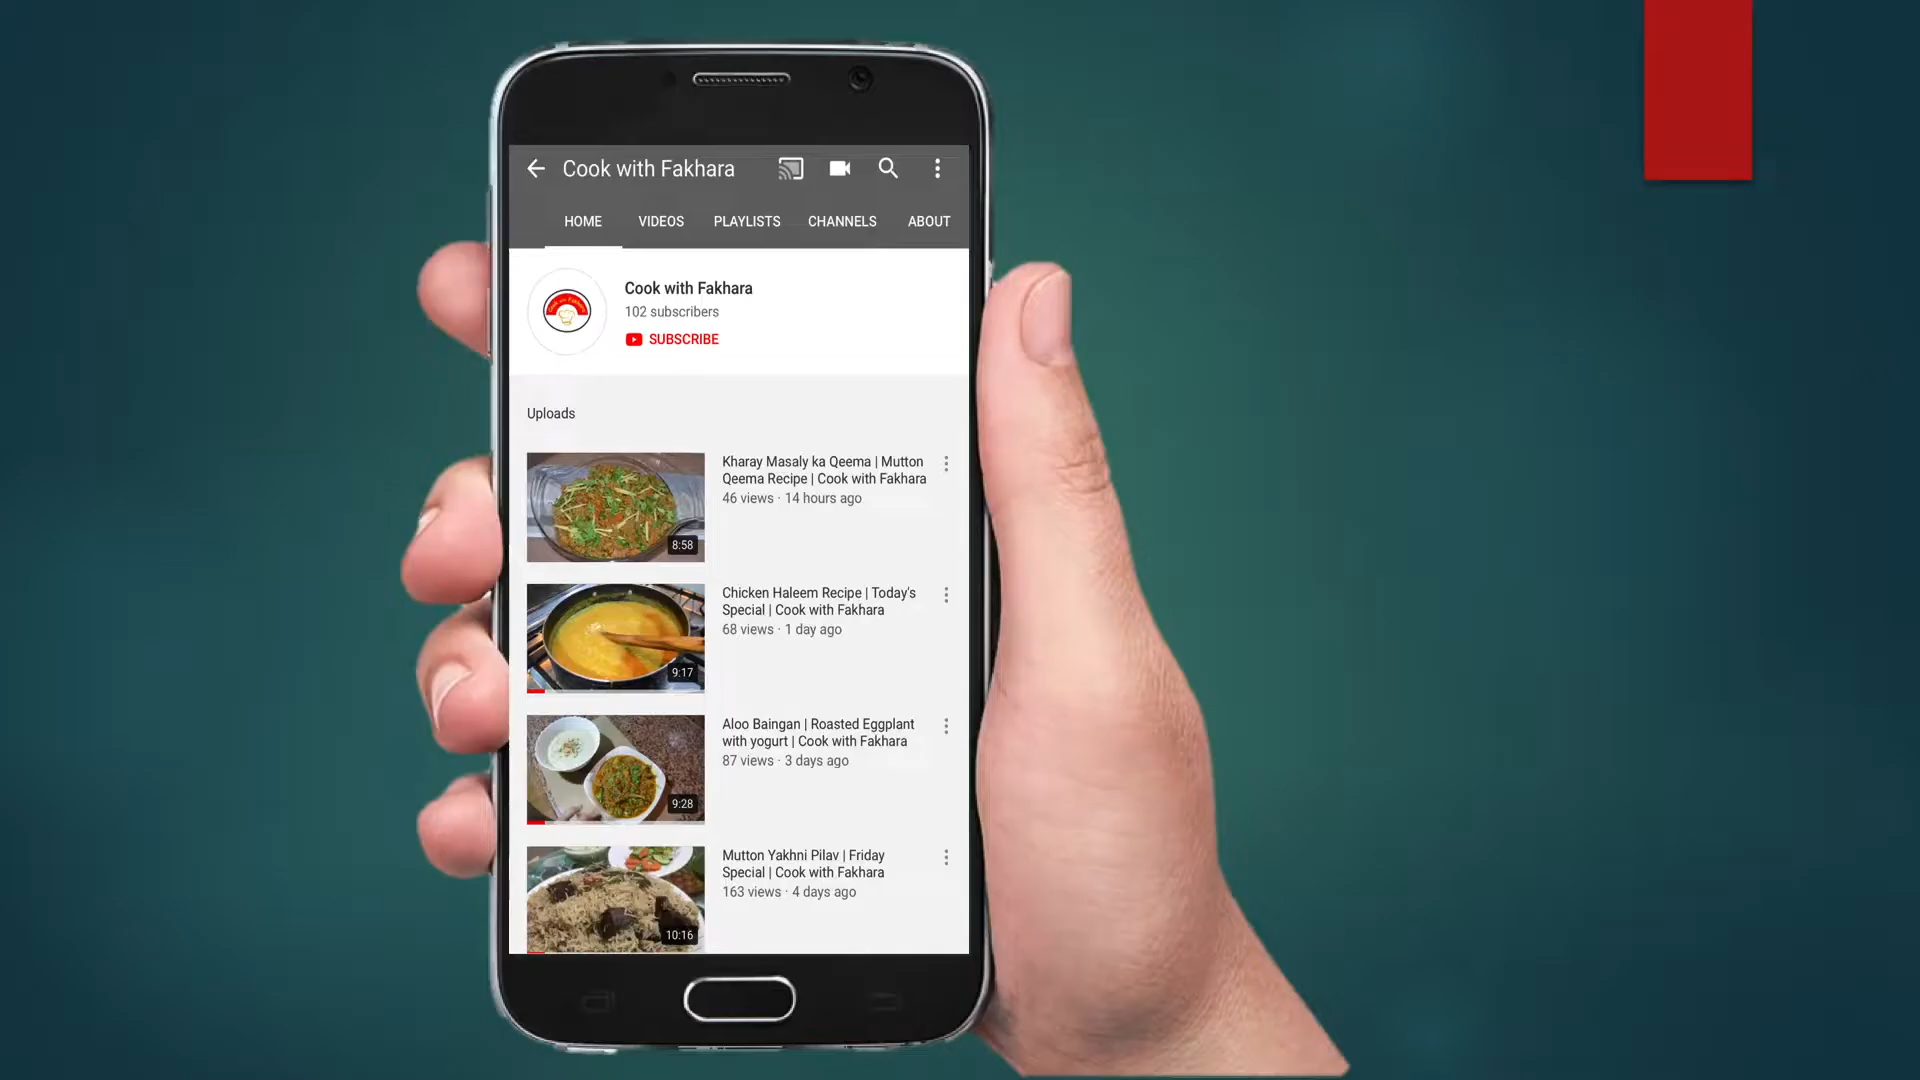 Cook with Fakhara
HOME VIDEOS PLAYLISTS CHANNELS ABOUT
Cook with Fakhara
102 subscribers
SUBSCRIBE
Uploads
Kharay Masaly ka Qeema | Mutton
Qeema Recipe | Cook with Fakhara
46 views · 14 hours ago
8:58
Chicken Haleem Recipe | Today's
Special | Cook with Fakhara
68 views · 1 day ago
9:17
Aloo Baingan | Roasted Eggplant
with yogurt | Cook with Fakhara
87 views · 3 days ago
9:28
Mutton Yakhni Pilav | Friday
Special | Cook with Fakhara
163 views · 4 days ago
10:16